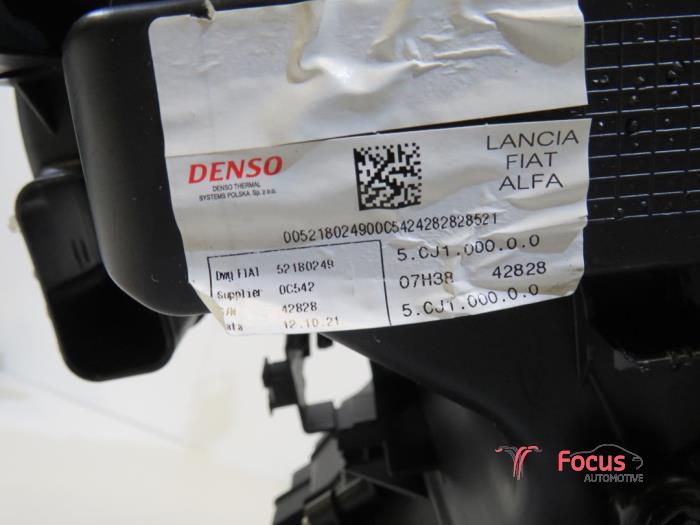 DENSO
DENSO THERMAL
SYSTEMS POLSKA Sp. z o.o.
LANCIA
FIAT
ALFA
005218024900C5424282828521
Dwg FIAT 52180249
Supplier 0C542
42828
ata 12.10.21
5.CJ1.000.0.0
07H38 42828
5.CJ1.000.0.0
Focus
AUTOMOTIVE